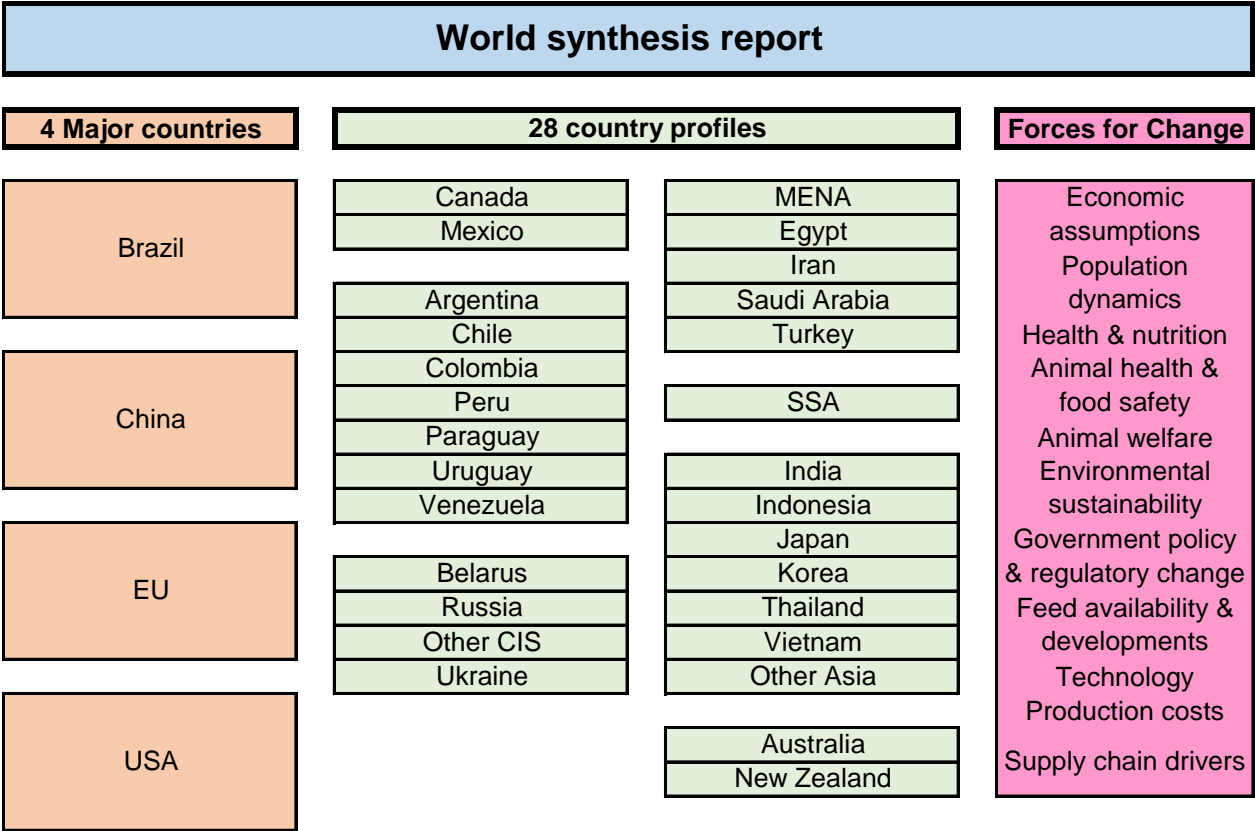 World synthesis report
4 Major countries
28 country profiles
Forces for Change
Brazil
China
EU
USA
Canada
Mexico
Argentina
Chile
Colombia
Peru
Paraguay
Uruguay
Venezuela
Belarus
Russia
Other CIS
Ukraine
MENA
Egypt
Iran
Saudi Arabia
Turkey
SSA
India
Indonesia
Japan
Korea
Thailand
Vietnam
Other Asia
Australia
New Zealand
Economic
assumptions
Population
dynamics
Health & nutrition
Animal health &
food safety
Animal welfare
Environmental
sustainability
Government policy
& regulatory change
Feed availability &
developments
Technology
Production costs
Supply chain drivers